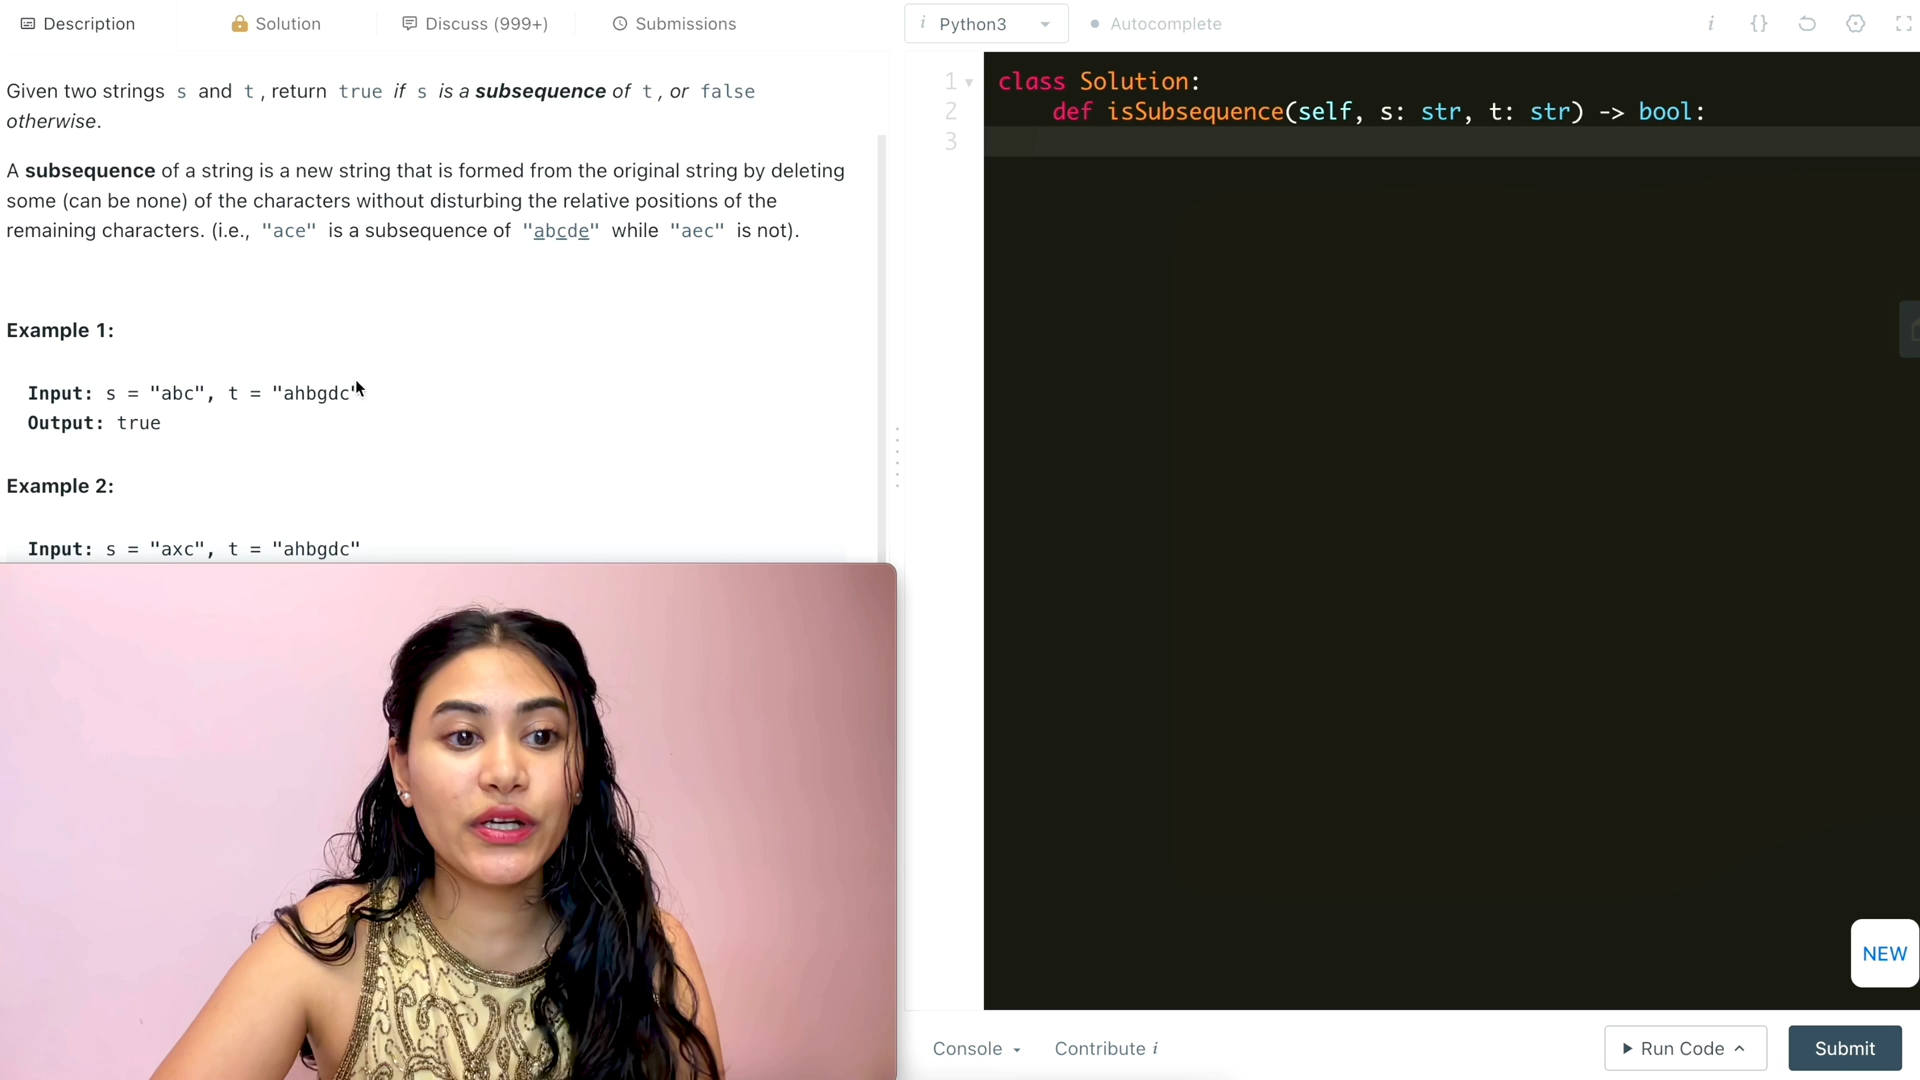 Description
Solution
Discuss (999+)
Submissions
i Python3
Autocomplete
i {}
Given two strings s and t , return true if s is a subsequence of t , or false
otherwise.
A subsequence of a string is a new string that is formed from the original string by deleting
some (can be none) of the characters without disturbing the relative positions of the
remaining characters. (i.e., "ace" is a subsequence of "abcde" while "aec" is not).
Example 1:
Input: s = "abc", t = "ahbgdc"
Output: true
Example 2:
Input: s = "axc", t = "ahbgdc"
1 class Solution:
2 def isSubsequence(self, s: str, t: str) -> bool:
3
NEW
Console
Contribute i
Run Code
Submit